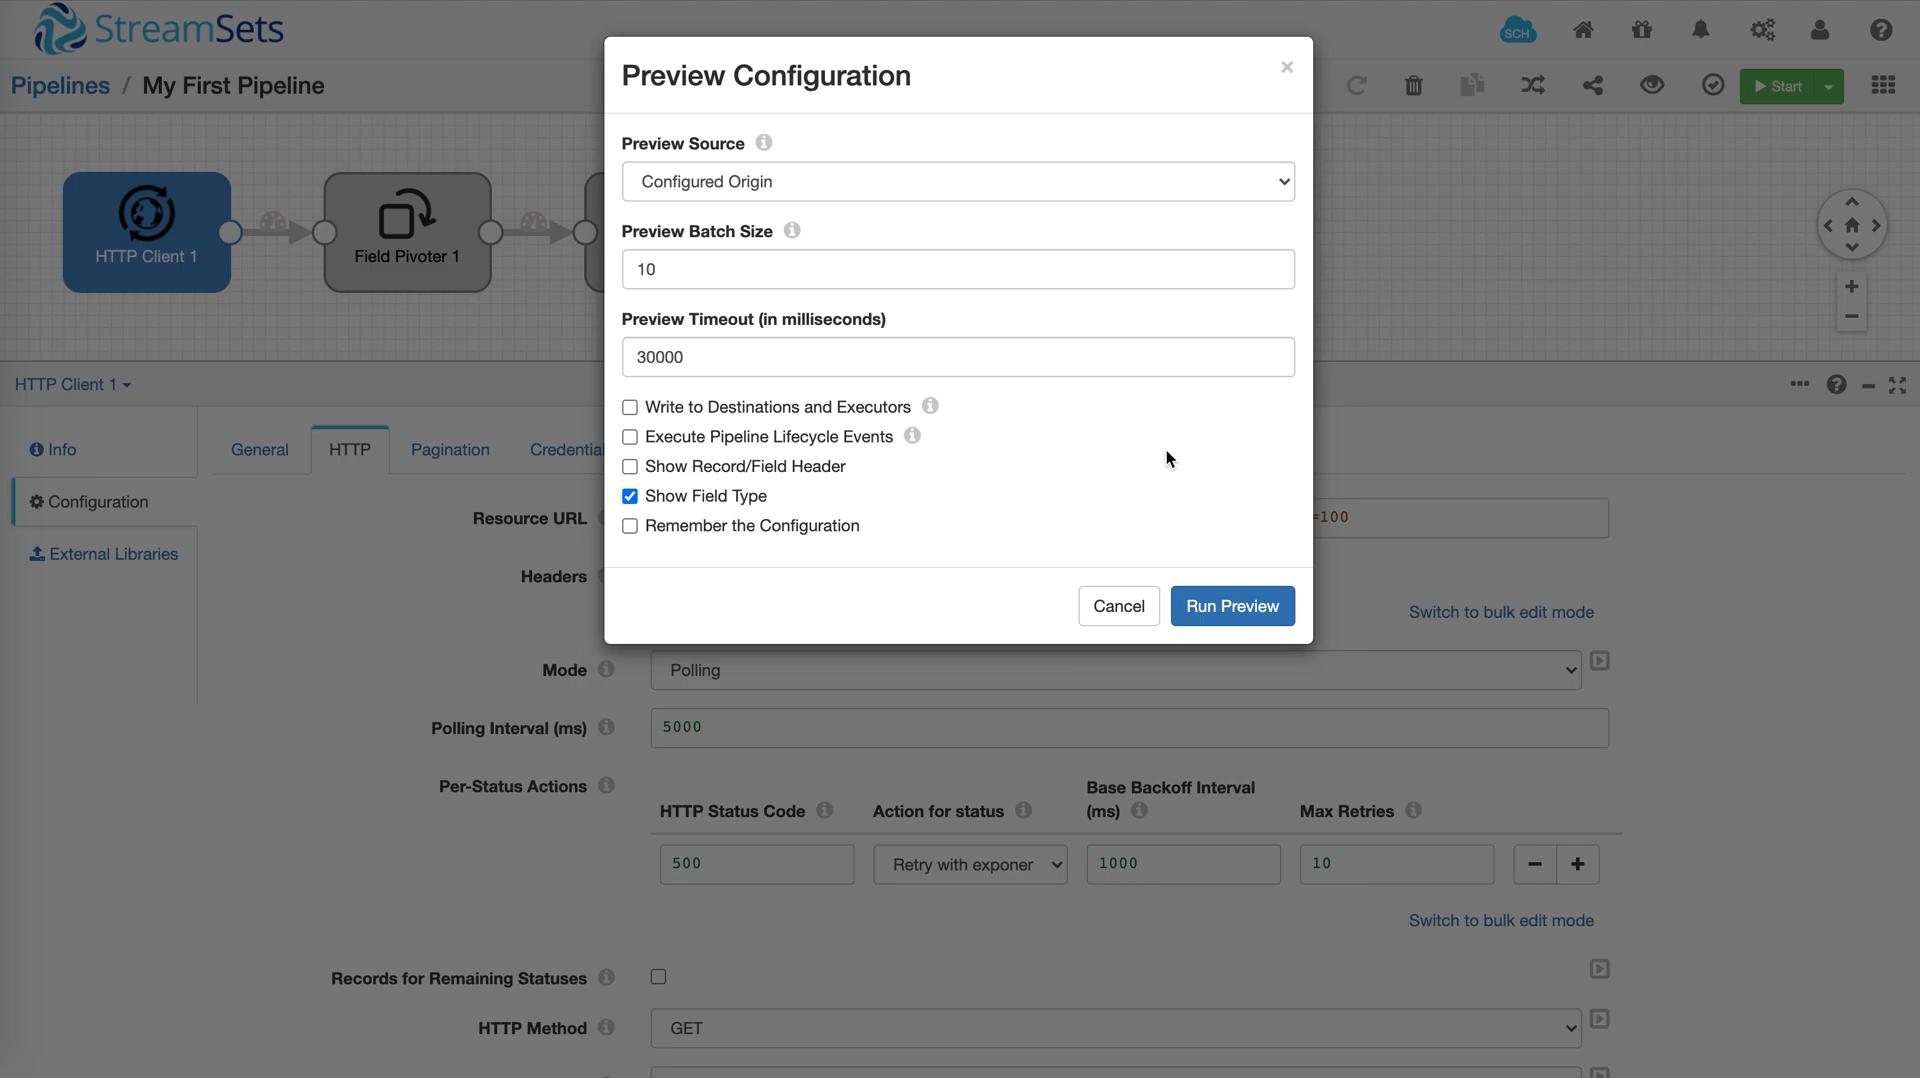 StreamSets
SCH
Pipelines / My First Pipeline
Start
HTTP Client 1
Field Pivoter 1
Preview Configuration
×
Preview Source
Configured Origin
Preview Batch Size
10
Preview Timeout (in milliseconds)
30000
Write to Destinations and Executors
Execute Pipeline Lifecycle Events
Show Record/Field Header
Show Field Type
Remember the Configuration
Cancel
Run Preview
HTTP Client 1
Info
Configuration
External Libraries
General
HTTP
Pagination
Credential
Resource URL
=100
Headers
Switch to bulk edit mode
Mode
Polling
Polling Interval (ms)
5000
Per-Status Actions
HTTP Status Code
Action for status
Base Backoff Interval
(ms)
Max Retries
500
Retry with exponer
1000
10
Switch to bulk edit mode
Records for Remaining Statuses
HTTP Method
GET